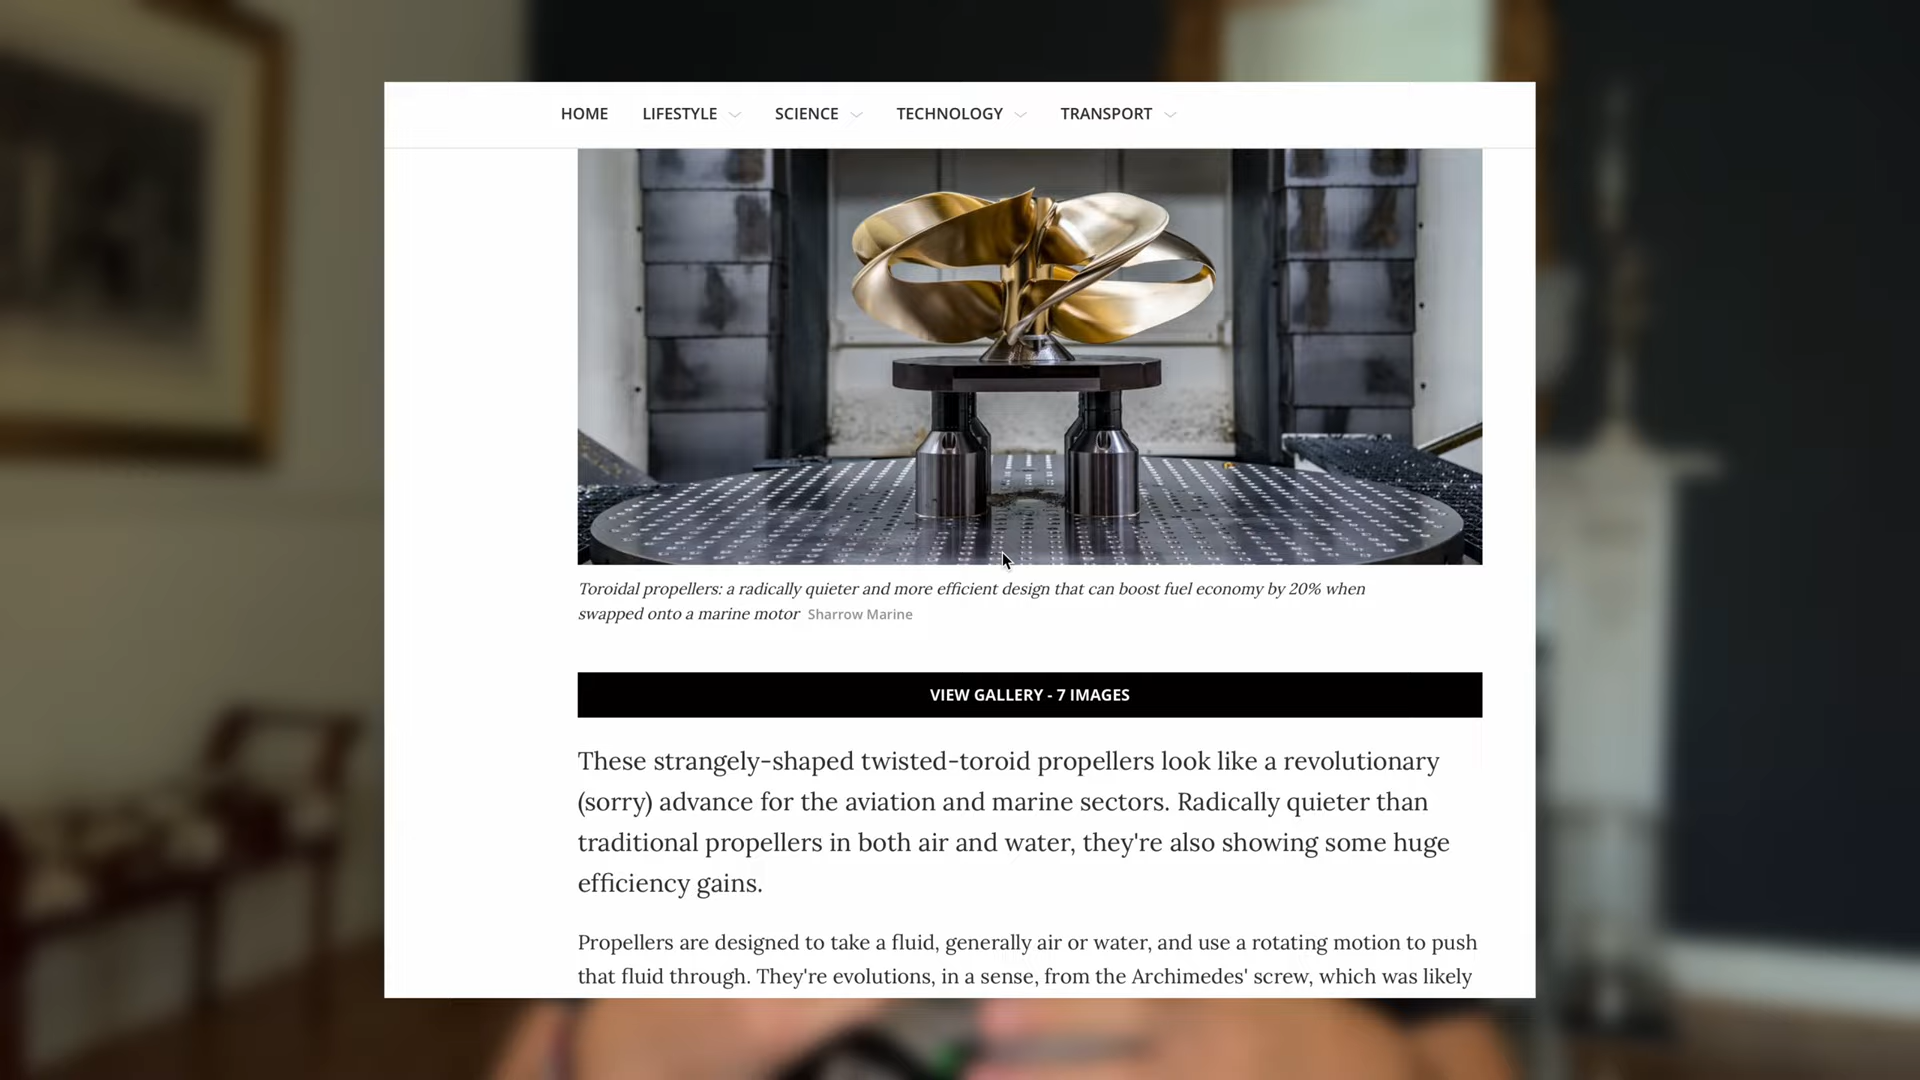 HOME LIFESTYLE SCIENCE TECHNOLOGY TRANSPORT
Toroidal propellers: a radically quieter and more efficient design that can boost fuel economy by 20% when
swapped onto a marine motor Sharrow Marine
VIEW GALLERY - 7 IMAGES
These strangely-shaped twisted-toroid propellers look like a revolutionary
(sorry) advance for the aviation and marine sectors. Radically quieter than
traditional propellers in both air and water, they're also showing some huge
efficiency gains.
Propellers are designed to take a fluid, generally air or water, and use a rotating motion to push
that fluid through. They're evolutions, in a sense, from the Archimedes' screw, which was likely